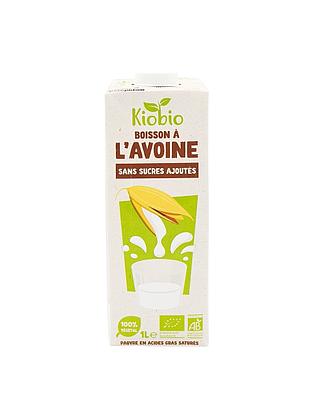 Kiobio
BOISSON À
L'AVOINE
SANS SUCRES AJOUTÉS
100%
VÉGÉTAL
1L e
AB
PAUVRE EN ACIDES GRAS SATURÉS